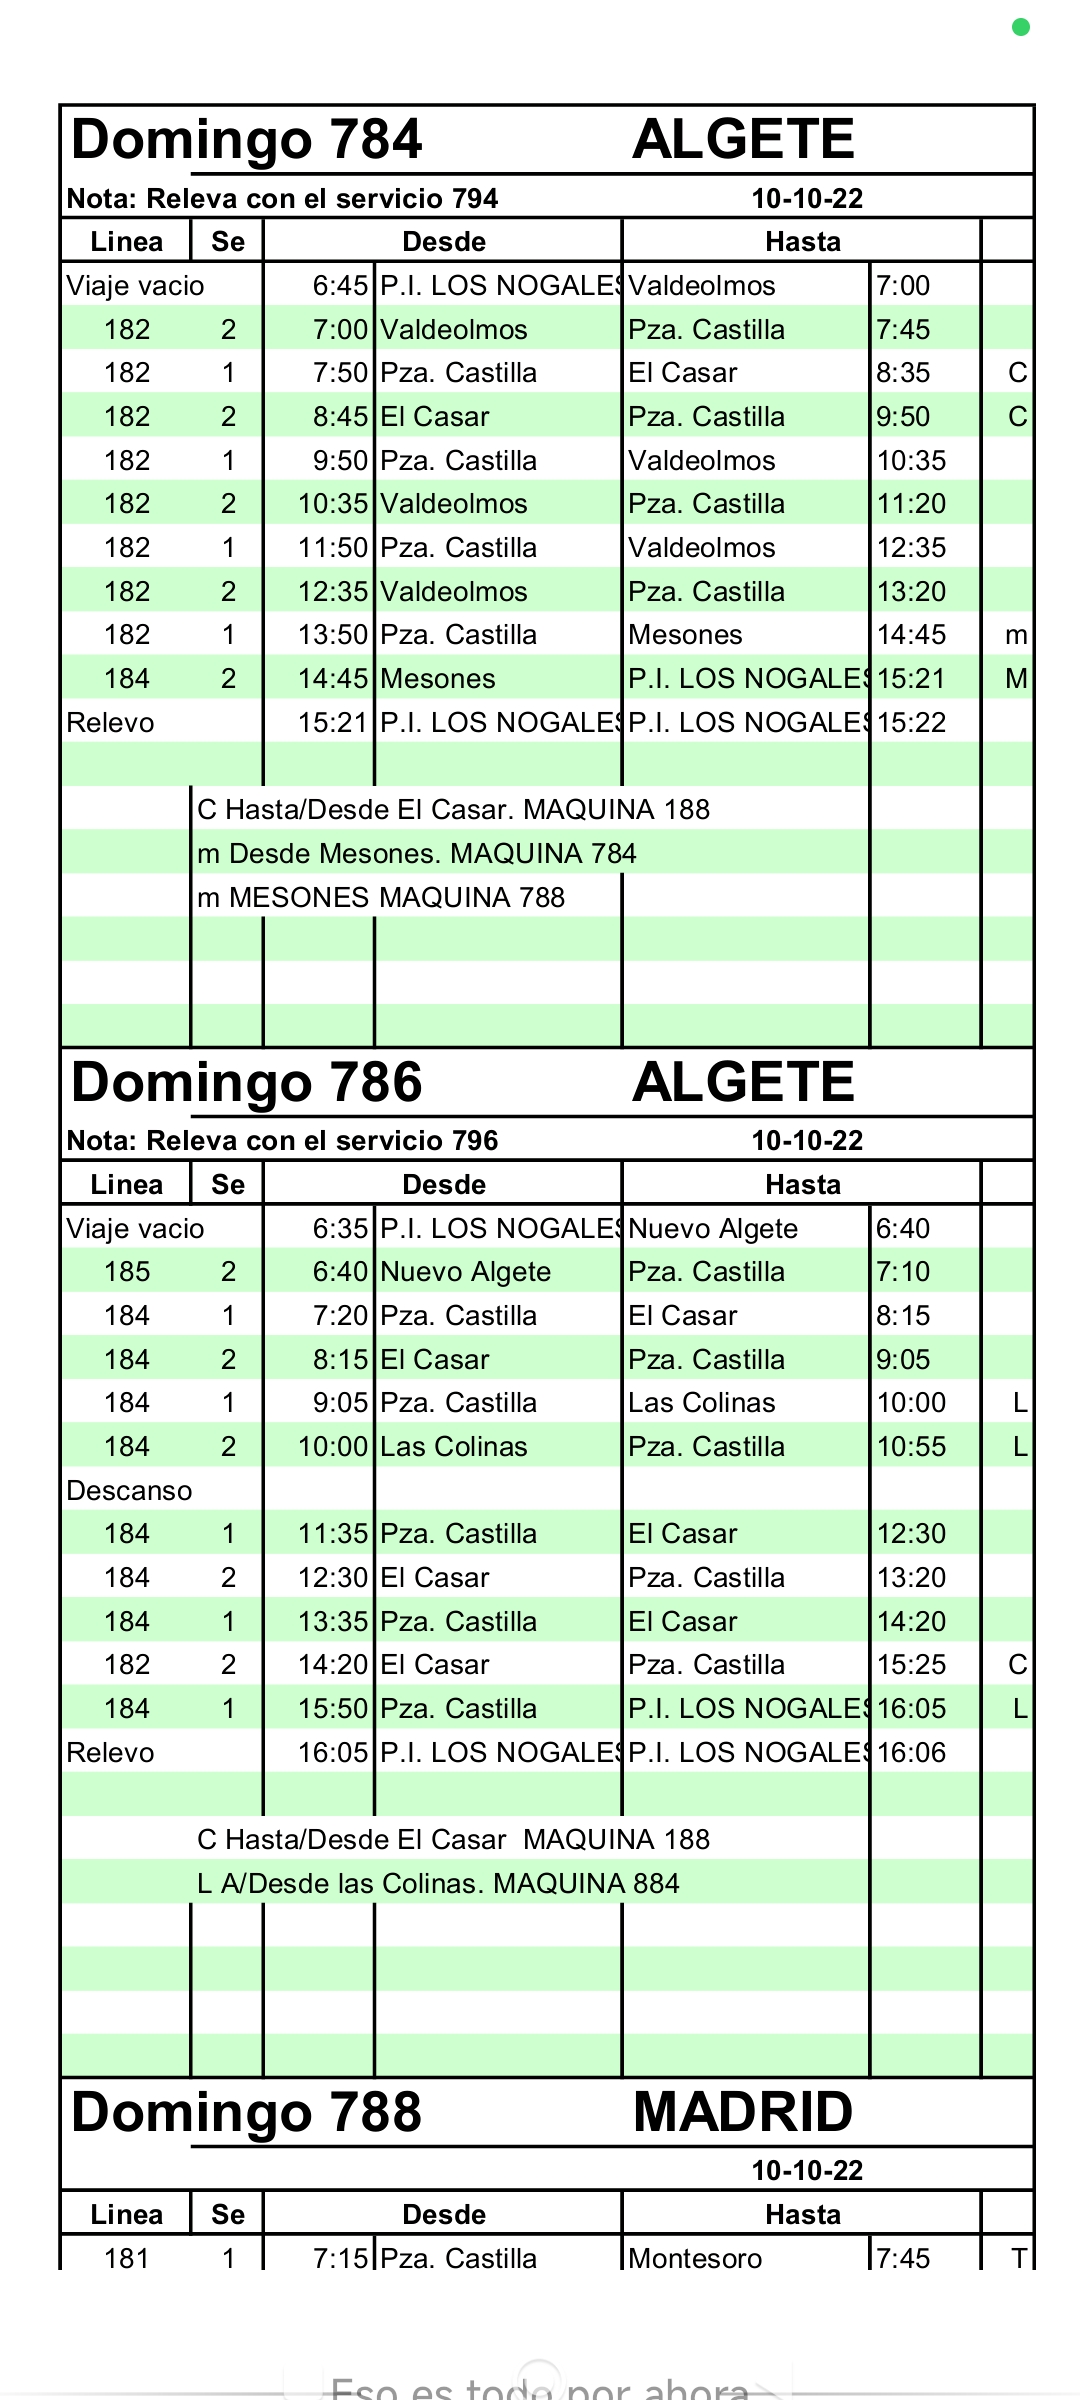 Domingo 784 ALGETE
Nota: Releva con el servicio 794 10-10-22
Linea Se Desde Hasta
Viaje vacio 6:45 P.I. LOS NOGALES Valdeolmos 7:00
182 2 7:00 Valdeolmos Pza. Castilla 7:45
182 1 7:50 Pza. Castilla El Casar 8:35 C
182 2 8:45 El Casar Pza. Castilla 9:50 C
182 1 9:50 Pza. Castilla Valdeolmos 10:35
182 2 10:35 Valdeolmos Pza. Castilla 11:20
182 1 11:50 Pza. Castilla Valdeolmos 12:35
182 2 12:35 Valdeolmos Pza. Castilla 13:20
182 1 13:50 Pza. Castilla Mesones 14:45 m
184 2 14:45 Mesones P.I. LOS NOGALES 15:21 M
Relevo 15:21 P.I. LOS NOGALES P.I. LOS NOGALES 15:22
C Hasta/Desde El Casar. MAQUINA 188
m Desde Mesones. MAQUINA 784
m MESONES MAQUINA 788
Domingo 786 ALGETE
Nota: Releva con el servicio 796 10-10-22
Linea Se Desde Hasta
Viaje vacio 6:35 P.I. LOS NOGALES Nuevo Algete 6:40
185 2 6:40 Nuevo Algete Pza. Castilla 7:10
184 1 7:20 Pza. Castilla El Casar 8:15
184 2 8:15 El Casar Pza. Castilla 9:05
184 1 9:05 Pza. Castilla Las Colinas 10:00 L
184 2 10:00 Las Colinas Pza. Castilla 10:55 L
Descanso
184 1 11:35 Pza. Castilla El Casar 12:30
184 2 12:30 El Casar Pza. Castilla 13:20
184 1 13:35 Pza. Castilla El Casar 14:20
182 2 14:20 El Casar Pza. Castilla 15:25 C
184 1 15:50 Pza. Castilla P.I. LOS NOGALES 16:05 L
Relevo 16:05 P.I. LOS NOGALES P.I. LOS NOGALES 16:06
C Hasta/Desde El Casar MAQUINA 188
L A/Desde las Colinas. MAQUINA 884
Domingo 788 MADRID
10-10-22
Linea Se Desde Hasta
181 1 7:15 Pza. Castilla Montesoro 7:45 T
Eso es todo por ahora